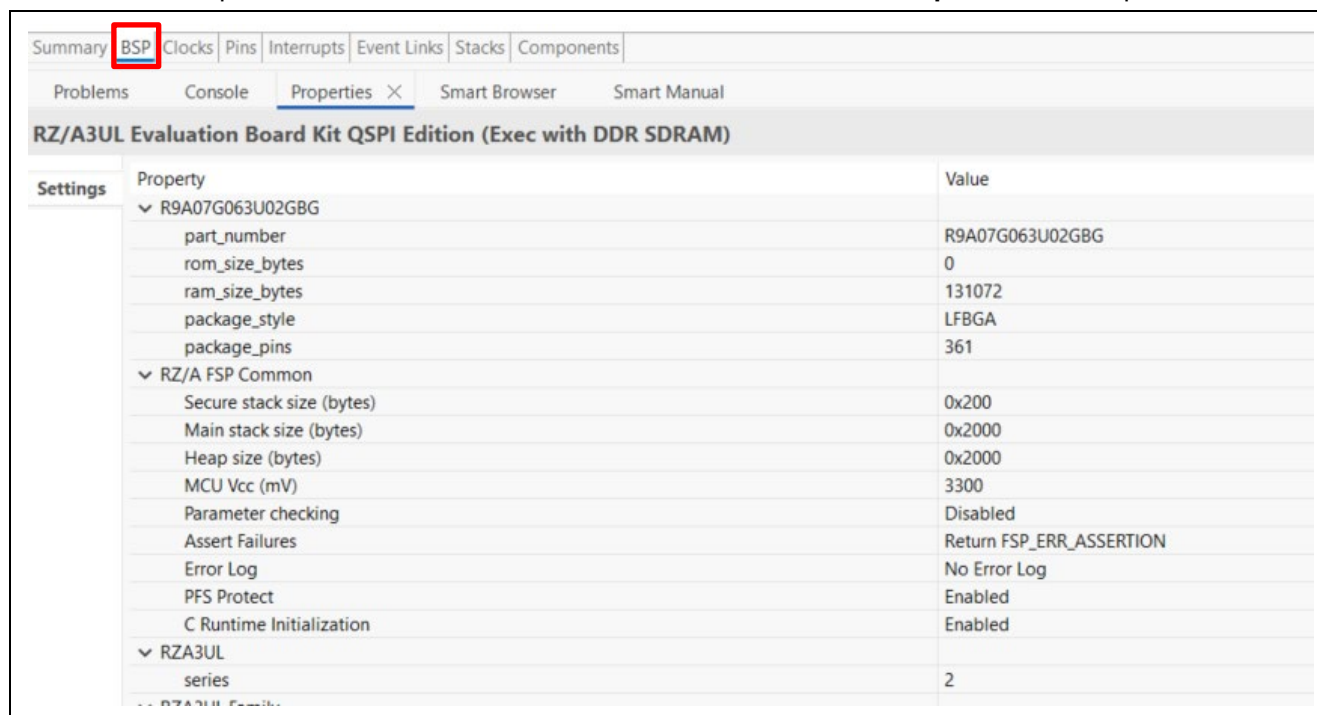 Summary BSP Clocks Pins Interrupts Event Links Stacks Components
Problems Console Properties × Smart Browser Smart Manual
RZ/A3UL Evaluation Board Kit QSPI Edition (Exec with DDR SDRAM)
Settings Property Value
R9A07G063U02GBG
part_number R9A07G063U02GBG
rom_size_bytes 0
ram_size_bytes 131072
package_style LFBGA
package_pins 361
RZ/A FSP Common
Secure stack size (bytes) 0x200
Main stack size (bytes) 0x2000
Heap size (bytes) 0x2000
MCU Vcc (mV) 3300
Parameter checking Disabled
Assert Failures Return FSP_ERR_ASSERTION
Error Log No Error Log
PFS Protect Enabled
C Runtime Initialization Enabled
RZA3UL
series 2
RZA3UL Family